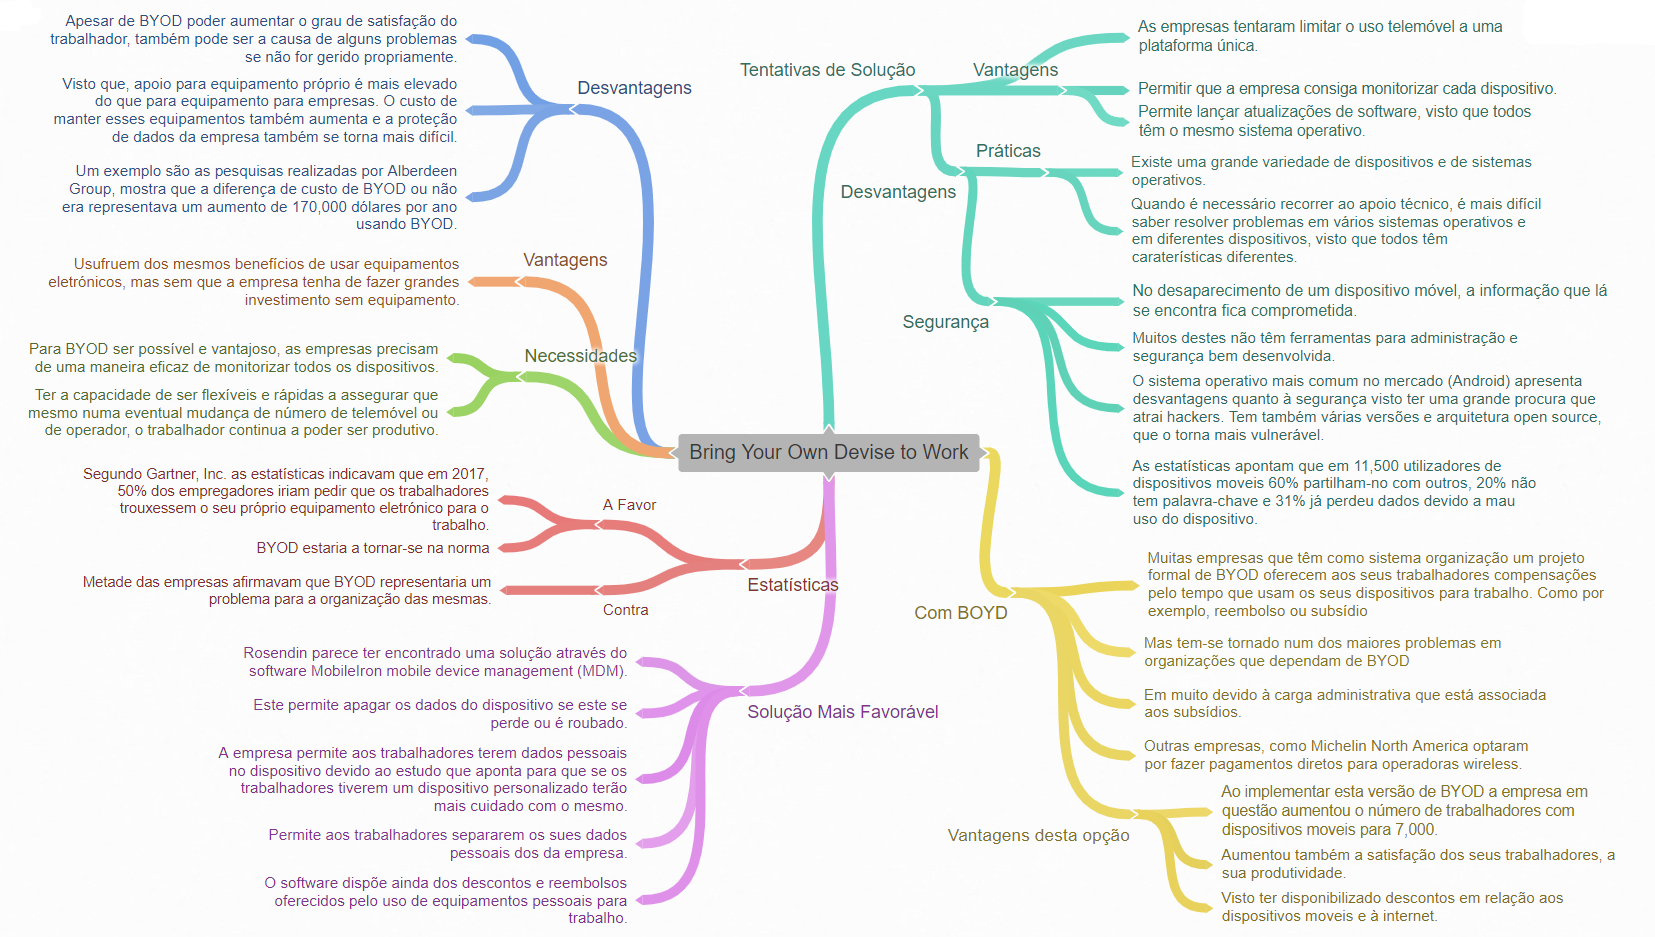 Bring Your Own Devise to Work
Desvantagens
Apesar de BYOD poder aumentar o grau de satisfação do
trabalhador, também pode ser a causa de alguns problemas
se não for gerido propriamente.
Visto que, apoio para equipamento próprio é mais elevado
do que para equipamento para empresas. O custo de
manter esses equipamentos também aumenta e a proteção
de dados da empresa também se torna mais difícil.
Um exemplo são as pesquisas realizadas por Alberdeen
Group, mostra que a diferença de custo de BYOD ou não
era representava um aumento de 170,000 dólares por ano
usando BYOD.
Vantagens
Usufruem dos mesmos benefícios de usar equipamentos
eletrónicos, mas sem que a empresa tenha de fazer grandes
investimento sem equipamento.
Necessidades
Para BYOD ser possível e vantajoso, as empresas precisam
de uma maneira eficaz de monitorizar todos os dispositivos.
Ter a capacidade de ser flexíveis e rápidas a assegurar que
mesmo numa eventual mudança de número de telemóvel ou
de operador, o trabalhador continua a poder ser produtivo.
Estatísticas
A Favor
Segundo Gartner, Inc. as estatísticas indicavam que em 2017,
50% dos empregadores iriam pedir que os trabalhadores
trouxessem o seu próprio equipamento eletrónico para o
trabalho.
BYOD estaria a tornar-se na norma
Contra
Metade das empresas afirmavam que BYOD representaria um
problema para a organização das mesmas.
Solução Mais Favorável
Rosendin parece ter encontrado uma solução através do
software MobileIron mobile device management (MDM).
Este permite apagar os dados do dispositivo se este se
perde ou é roubado.
A empresa permite aos trabalhadores terem dados pessoais
no dispositivo devido ao estudo que aponta para que se os
trabalhadores tiverem um dispositivo personalizado terão
mais cuidado com o mesmo.
Permite aos trabalhadores separarem os sues dados
pessoais dos da empresa.
O software dispõe ainda dos descontos e reembolsos
oferecidos pelo uso de equipamentos pessoais para
trabalho.
Tentativas de Solução
As empresas tentaram limitar o uso telemóvel a uma
plataforma única.
Vantagens
Permitir que a empresa consiga monitorizar cada dispositivo.
Permite lançar atualizações de software, visto que todos
têm o mesmo sistema operativo.
Desvantagens
Práticas
Existe uma grande variedade de dispositivos e de sistemas
operativos.
Quando é necessário recorrer ao apoio técnico, é mais difícil
saber resolver problemas em vários sistemas operativos e
em diferentes dispositivos, visto que todos têm
caraterísticas diferentes.
Segurança
No desaparecimento de um dispositivo móvel, a informação que lá
se encontra fica comprometida.
Muitos destes não têm ferramentas para administração e
segurança bem desenvolvida.
O sistema operativo mais comum no mercado (Android) apresenta
desvantagens quanto à segurança visto ter uma grande procura que
atrai hackers. Tem também várias versões e arquitetura open source,
que o torna mais vulnerável.
As estatísticas apontam que em 11,500 utilizadores de
dispositivos moveis 60% partilham-no com outros, 20% não
tem palavra-chave e 31% já perdeu dados devido a mau
uso do dispositivo.
Com BOYD
Muitas empresas que têm como sistema organização um projeto
formal de BYOD oferecem aos seus trabalhadores compensações
pelo tempo que usam os seus dispositivos para trabalho. Como por
exemplo, reembolso ou subsídio
Mas tem-se tornado num dos maiores problemas em
organizações que dependam de BYOD
Em muito devido à carga administrativa que está associada
aos subsídios.
Outras empresas, como Michelin North America optaram
por fazer pagamentos diretos para operadoras wireless.
Vantagens desta opção
Ao implementar esta versão de BYOD a empresa em
questão aumentou o número de trabalhadores com
dispositivos moveis para 7,000.
Aumentou também a satisfação dos seus trabalhadores, a
sua produtividade.
Visto ter disponibilizado descontos em relação aos
dispositivos moveis e à internet.